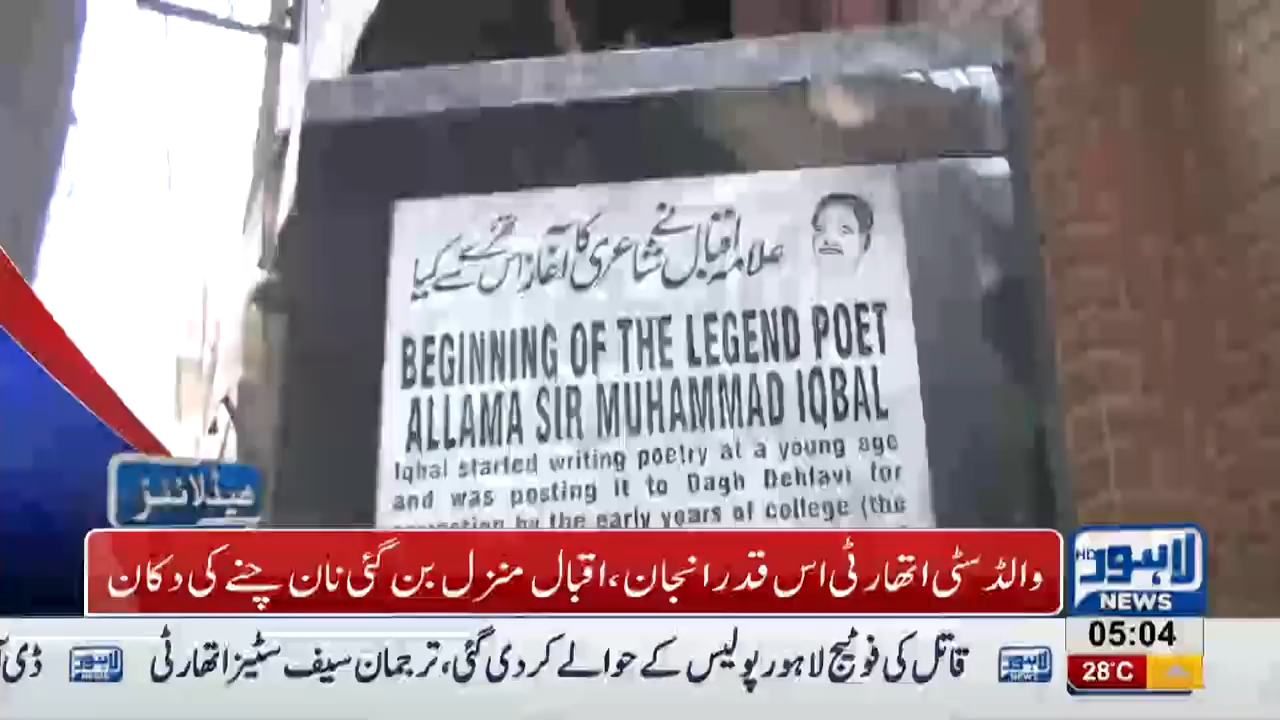 علامہ اقبال نے شاعری کا آغاز اس تھڑے سے کیا
BEGINNING OF THE LEGEND POET
ALLAMA SIR MUHAMMAD IQBAL
Iqbal started writing poetry at a young age
and was posting it to Dagh Dehlavi for
by the early years of college (the
ہیڈلائنز
والڈ سٹی اتھارٹی اس قدر انجان، اقبال منزل بن گئی نان چنے کی دکان
لاہور HD
NEWS
05:04
28°C
قاتل کی فوٹیج لاہور پولیس کے حوالے کر دی گئی، ترجمان سیف سٹیز اتھارٹی